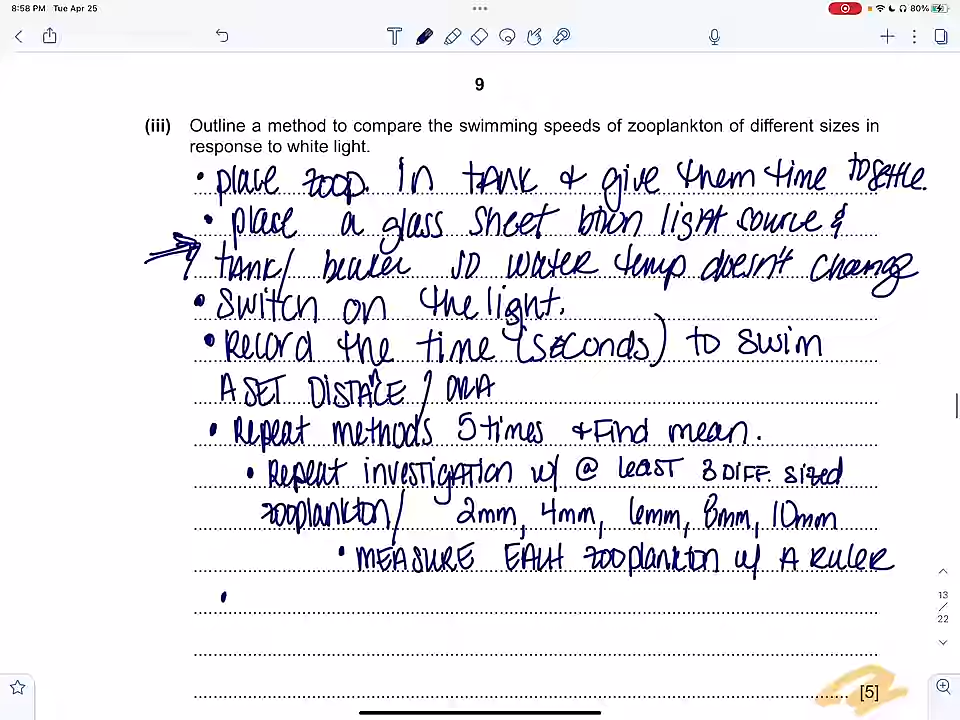 8:58 PM Tue Apr 25
80%
9
(iii) Outline a method to compare the swimming speeds of zooplankton of different sizes in
response to white light.
• place zoop. in TANK & give them time to settle.
• place a glass sheet btwn light source &
TANK/ beaker so water temp doesn't change
• Switch on the light.
• Record the time (seconds) to swim
A SET DISTANCE / ORA
• Repeat methods 5 times & Find mean.
• Repeat investigation w/ @ least 3 DIFF. sized
zooplankton/ 2mm, 4mm, 6mm, 8mm, 10mm
• MEASURE EACH zooplankton w/ A RULER
•
[5]
13
/
22